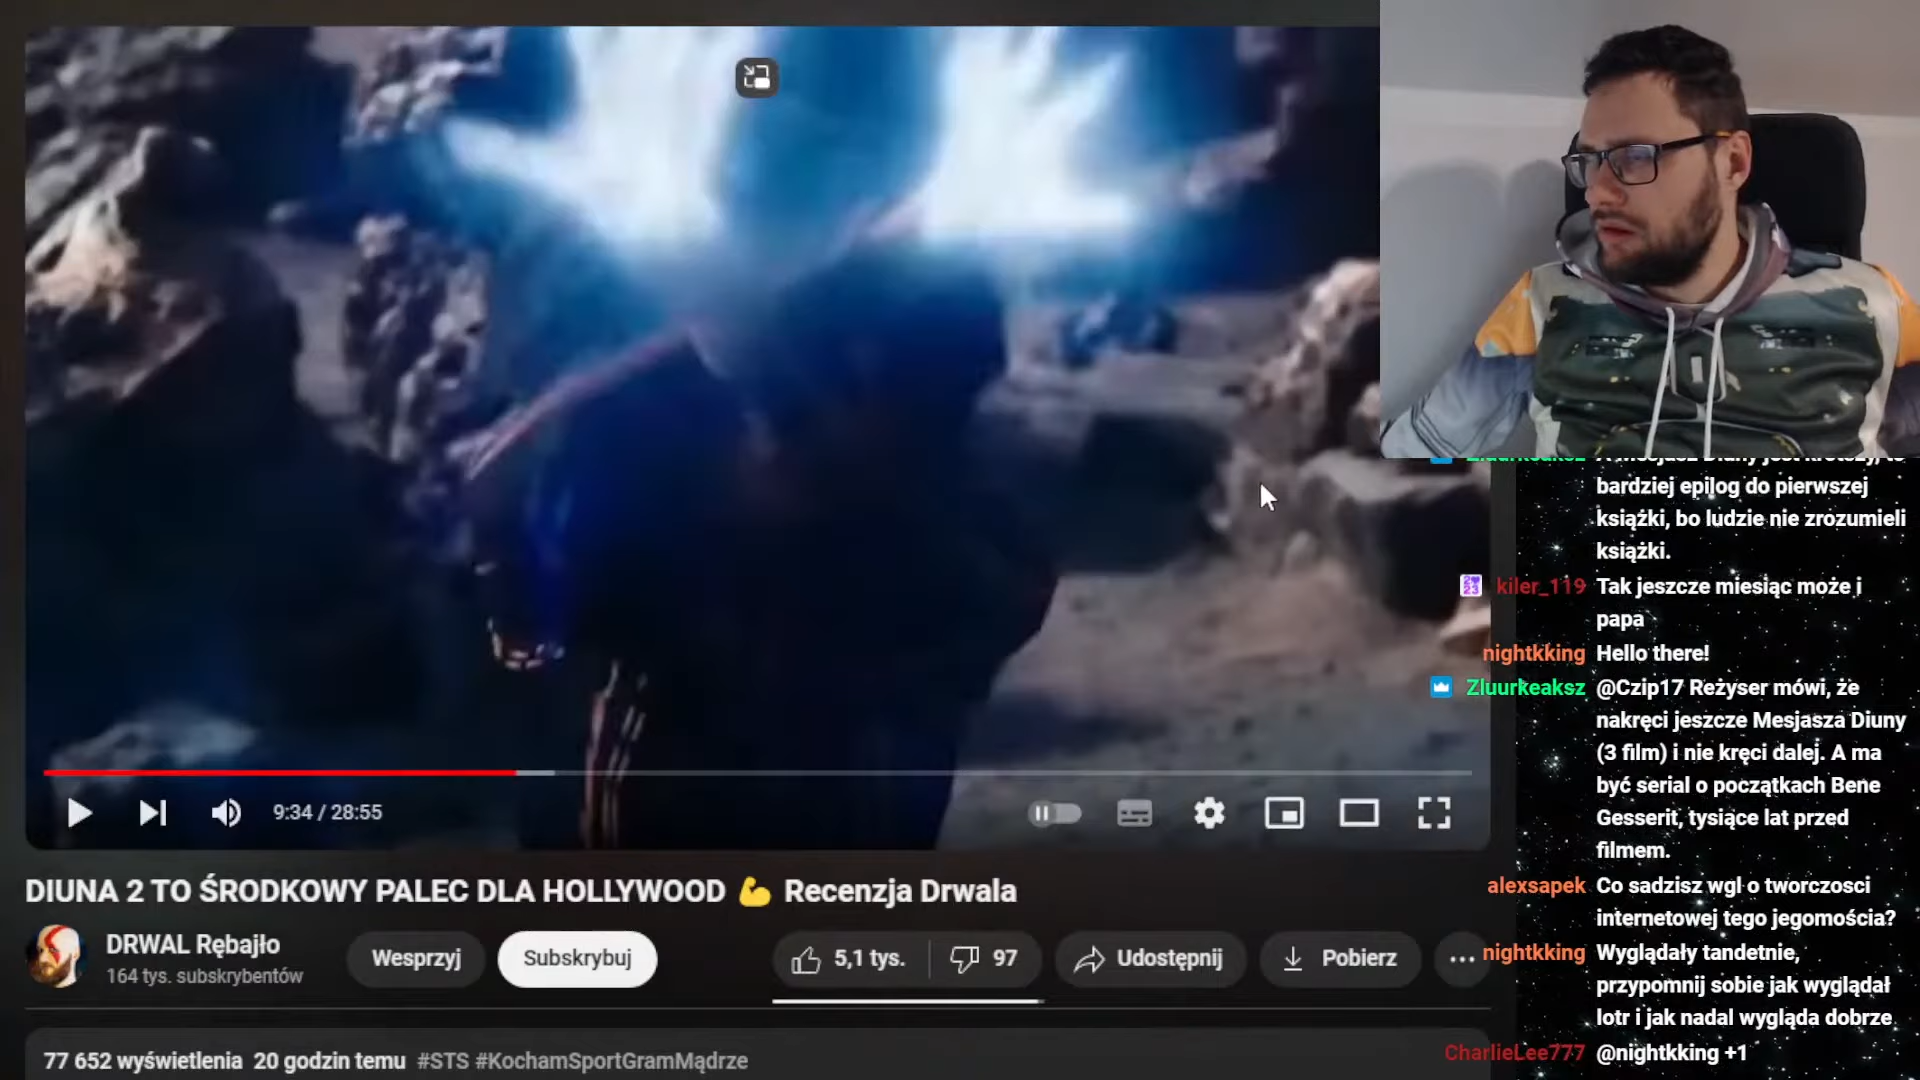 9:34 / 28:55
DIUNA 2 TO ŚRODKOWY PALEC DLA HOLLYWOOD 💪 Recenzja Drwala
DRWAL Rębajło
164 tys. subskrybentów
Wesprzyj
Subskrybuj
5,1 tys.
97
Udostępnij
Pobierz
77 652 wyświetlenia 20 godzin temu #STS #KochamSportGramMądrze
bardziej epilog do pierwszej
książki, bo ludzie nie zrozumieli
książki.
kiler_119 Tak jeszcze miesiąc może i
papa
nightkking Hello there!
Zluurkeaksz @Czip17 Reżyser mówi, że
nakręci jeszcze Mesjasza Diuny
(3 film) i nie kręci dalej. A ma
być serial o początkach Bene
Gesserit, tysiące lat przed
filmem.
alexsapek Co sadzisz wgl o tworczosci
internetowej tego jegomościa?
nightkking Wyglądały tandetnie,
przypomnij sobie jak wyglądał
lotr i jak nadal wygląda dobrze
CharlieLee777 @nightkking +1